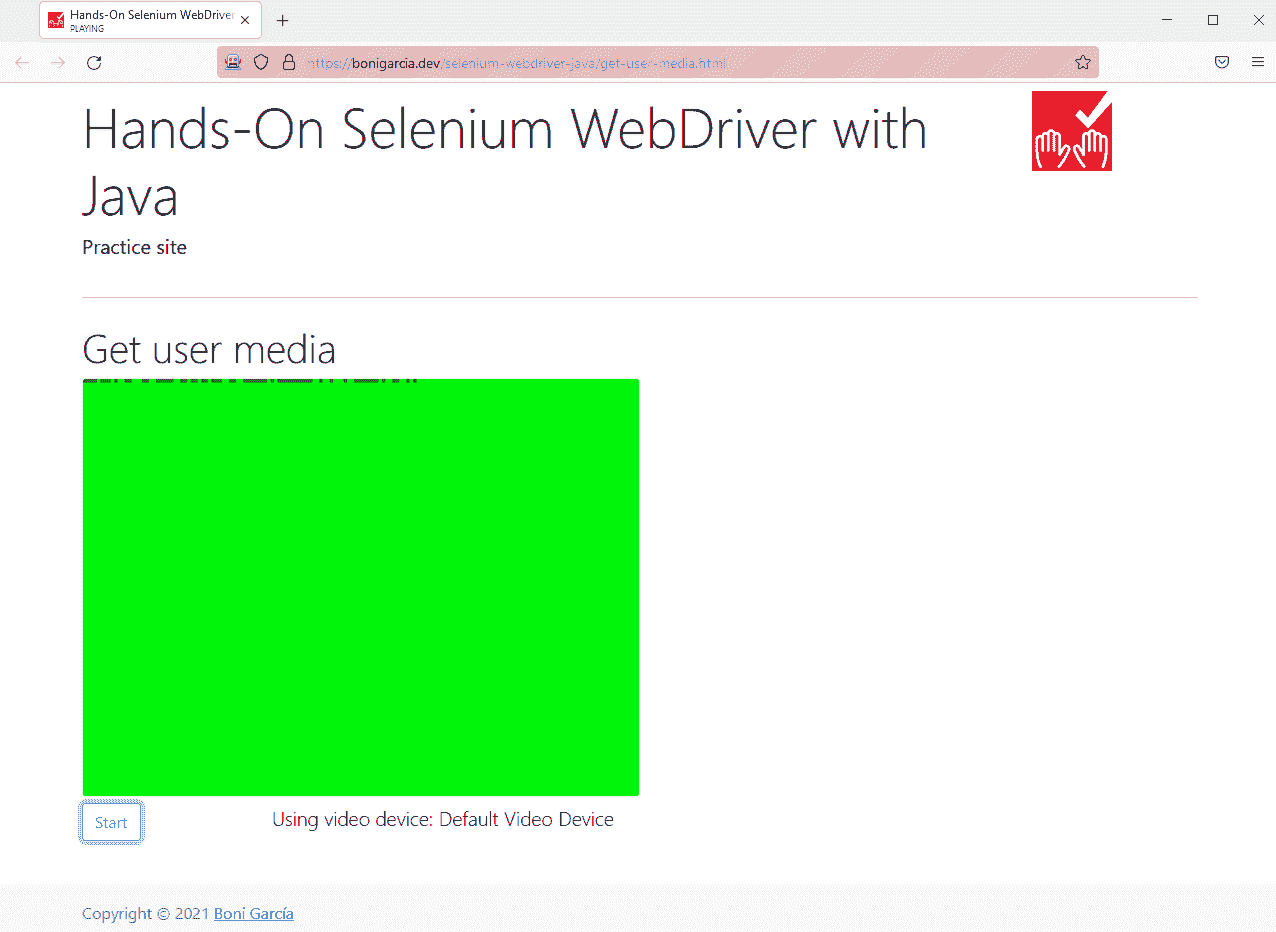 Hands-On Selenium WebDriver
PLAYING
https://bonigarcia.dev/selenium-webdriver-java/get-user-media.html
Hands-On Selenium WebDriver with
Java
Practice site
Get user media
Start
Using video device: Default Video Device
Copyright © 2021 Boni García